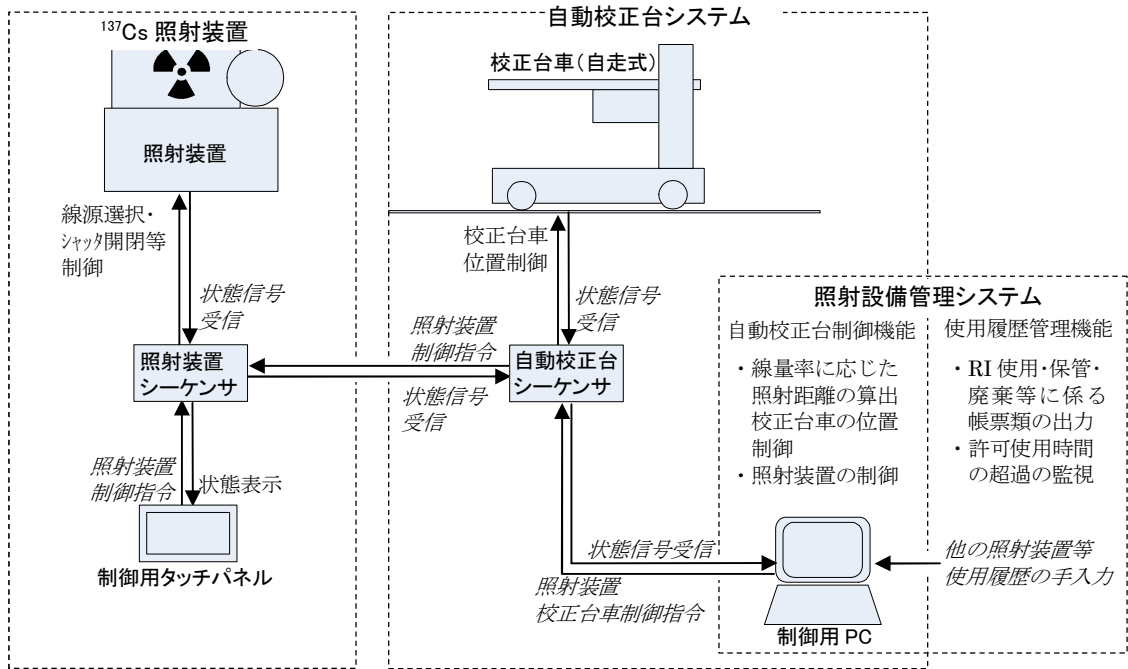 ¹³⁷Cs 照射装置
照射装置
線源選択・
シャッタ開閉等
制御
状態信号
受信
照射装置
シーケンサ
照射装置
制御指令
状態表示
制御用タッチパネル
照射装置
制御指令
状態信号
受信
自動校正台システム
校正台車(自走式)
校正台車
位置制御
状態信号
受信
自動校正台
シーケンサ
状態信号受信
照射装置
校正台車制御指令
照射設備管理システム
自動校正台制御機能
・線量率に応じた
照射距離の算出
校正台車の位置
制御
・照射装置の制御
使用履歴管理機能
・RI 使用・保管・
廃棄等に係る
帳票類の出力
・許可使用時間
の超過の監視
他の照射装置等
使用履歴の手入力
制御用 PC